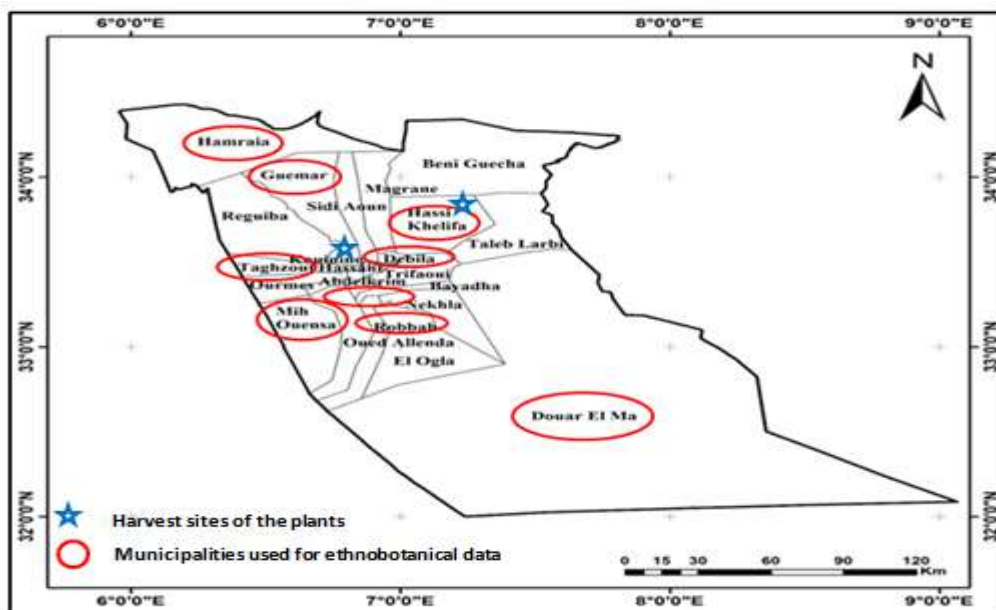 6°0'0"E 7°0'0"E 8°0'0"E 9°0'0"E
N
Hamraia
34°0'0"N
Guemar
Beni Guecha
34°0'0"N
Magrane
Sidi Aoun
Reguiba
Hassi
Khelifa
Taleb Larbi
Debila
Taghzout
Hassani
Trifaoui
Ourmes
Abdelkrim
Bayadha
Nekhla
Mih
Ouensa
Robbah
Oued Allenda
33°0'0"N
33°0'0"N
El Ogla
Douar El Ma
32°0'0"N
32°0'0"N
Harvest sites of the plants
Municipalities used for ethnobotanical data
0 15 30 60 90 120
Km
6°0'0"E 7°0'0"E 8°0'0"E 9°0'0"E